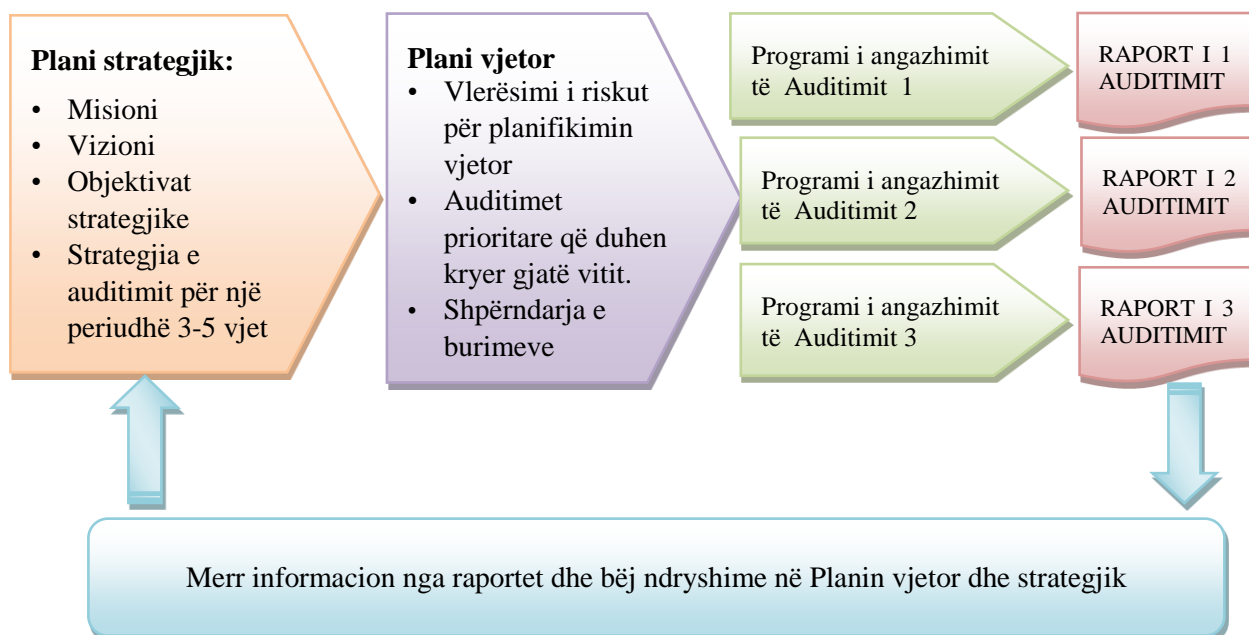 Plani strategjik:
• Misioni
• Vizioni
• Objektivat
strategjike
• Strategjia e
auditimit për një
periudhë 3-5 vjet
Plani vjetor
• Vlerësimi i riskut
për planifikimin
vjetor
• Auditimet
prioritare që duhen
kryer gjatë vitit.
• Shpërndarja e
burimeve
Programi i angazhimit
të Auditimit 1
RAPORT I 1
AUDITIMIT
Programi i angazhimit
të Auditimit 2
RAPORT I 2
AUDITIMIT
Programi i angazhimit
të Auditimit 3
RAPORT I 3
AUDITIMIT
Merr informacion nga raportet dhe bëj ndryshime në Planin vjetor dhe strategjik